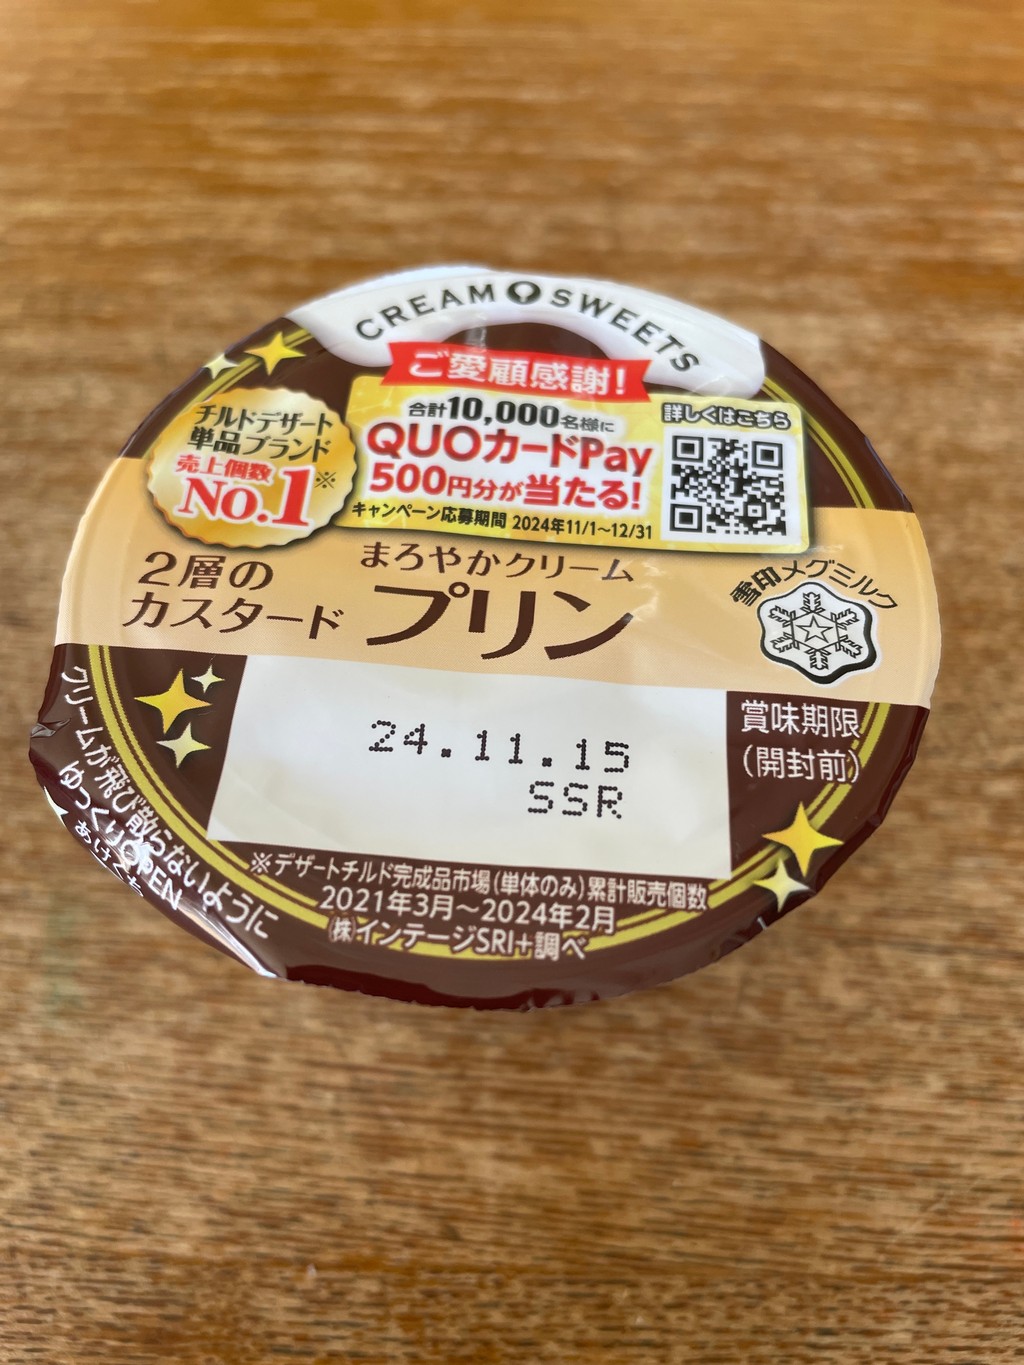 CREAM SWEETS
ご愛顧感謝!
合計10,000名様に
QUOカードPay
500円分が当たる!
キャンペーン応募期間 2024年11/1~12/31
詳しくはこちら
チルドデザート
単品ブランド
売上個数
No.1※
2層の
カスタード
まろやかクリーム
プリン
雪印メグミルク
24.11.15
SSR
賞味期限
(開封前)
※デザートチルド完成品市場(単体のみ)累計販売個数
2021年3月~2024年2月
㈱インテージSRI+調べ
クリームが飛び散らないように
ゆっくりOPEN
あけくち